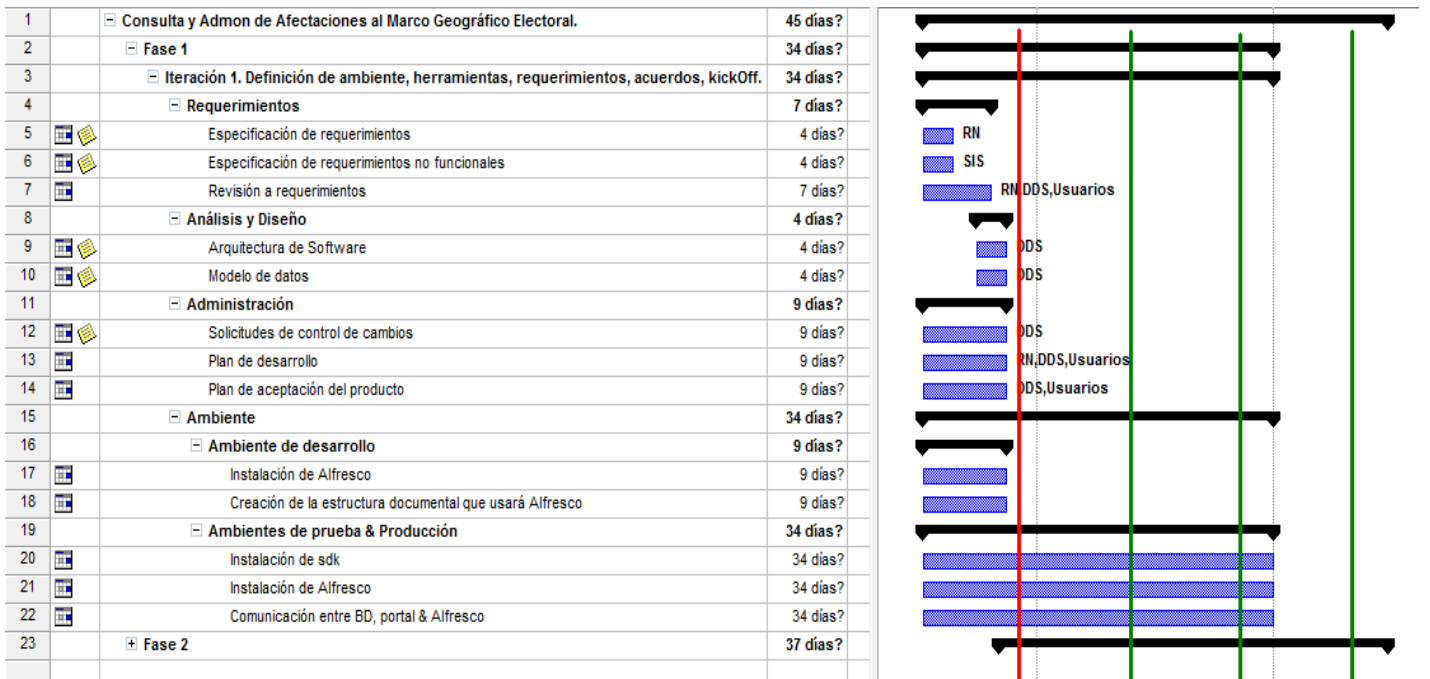 1 Consulta y Admon de Afectaciones al Marco Geográfico Electoral. 45 días?
2 Fase 1 34 días?
3 Iteración 1. Definición de ambiente, herramientas, requerimientos, acuerdos, kickOff. 34 días?
4 Requerimientos 7 días?
5 Especificación de requerimientos 4 días? RN
6 Especificación de requerimientos no funcionales 4 días? SIS
7 Revisión a requerimientos 7 días? RN,DDS,Usuarios
8 Análisis y Diseño 4 días?
9 Arquitectura de Software 4 días? DDS
10 Modelo de datos 4 días? DDS
11 Administración 9 días?
12 Solicitudes de control de cambios 9 días? DDS
13 Plan de desarrollo 9 días? RN,DDS,Usuarios
14 Plan de aceptación del producto 9 días? DDS,Usuarios
15 Ambiente 34 días?
16 Ambiente de desarrollo 9 días?
17 Instalación de Alfresco 9 días?
18 Creación de la estructura documental que usará Alfresco 9 días?
19 Ambientes de prueba & Producción 34 días?
20 Instalación de sdk 34 días?
21 Instalación de Alfresco 34 días?
22 Comunicación entre BD, portal & Alfresco 34 días?
23 Fase 2 37 días?